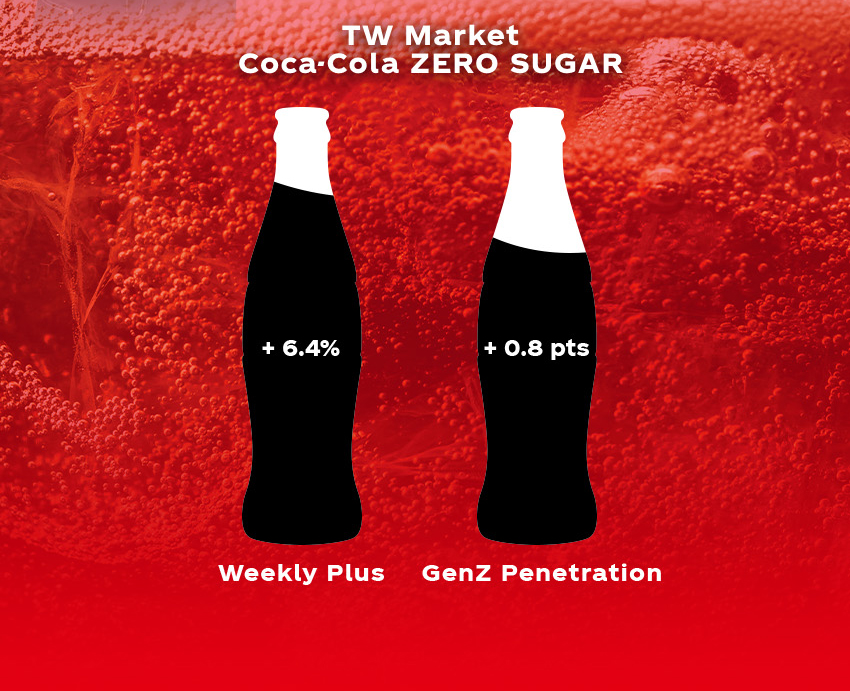 TW Market
Coca-Cola ZERO SUGAR
+ 6.4%
+ 0.8 pts
Weekly Plus
GenZ Penetration